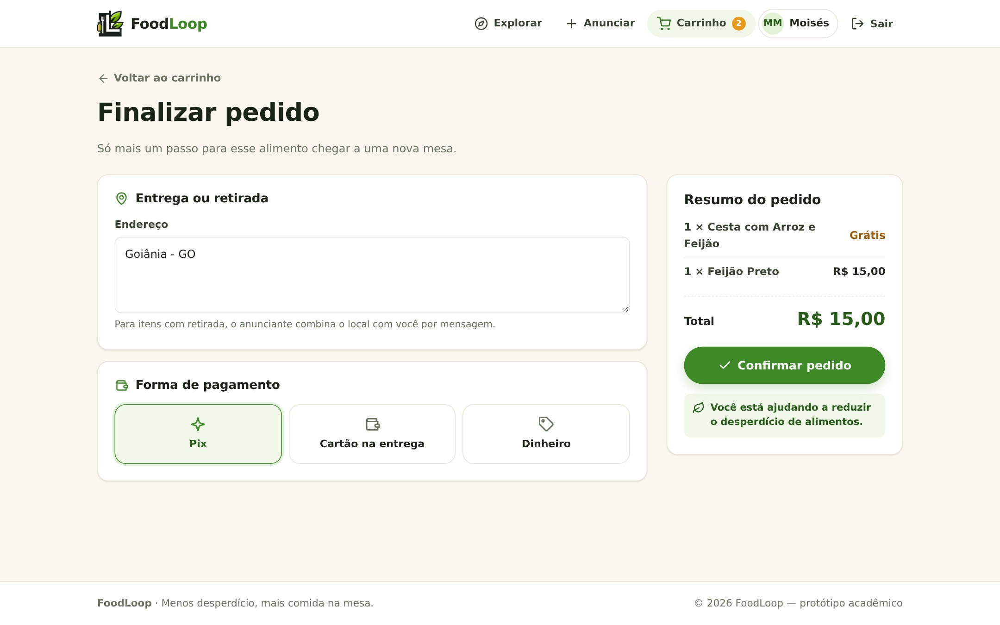 FoodLoop
Explorar
Anunciar
Carrinho 2
MM Moisés
Sair
Voltar ao carrinho
Finalizar pedido
Só mais um passo para esse alimento chegar a uma nova mesa.
Entrega ou retirada
Endereço
Goiânia - GO
Para itens com retirada, o anunciante combina o local com você por mensagem.
Forma de pagamento
Pix
Cartão na entrega
Dinheiro
Resumo do pedido
1 × Cesta com Arroz e
Feijão
Grátis
1 × Feijão Preto
R$ 15,00
Total
R$ 15,00
Confirmar pedido
Você está ajudando a reduzir
o desperdício de alimentos.
FoodLoop · Menos desperdício, mais comida na mesa.
© 2026 FoodLoop — protótipo acadêmico